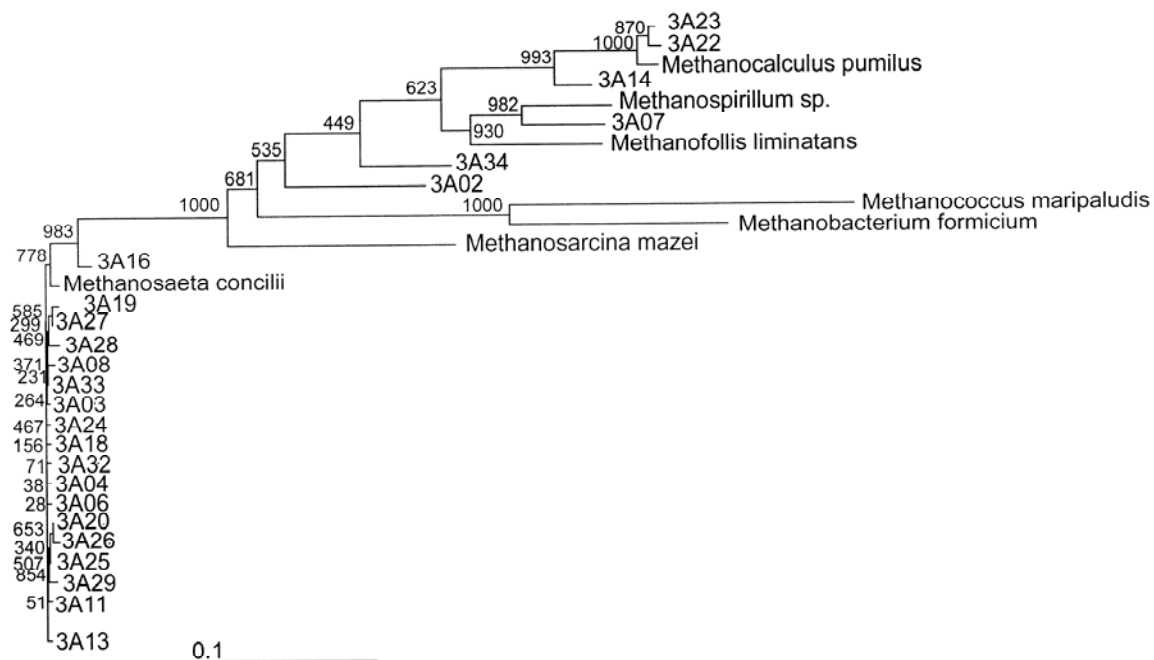 870 3A23
1000 3A22
993 Methanocalculus pumilus
3A14
623
982 Methanospirillum sp.
3A07
930
Methanofollis liminatans
449
535 3A34
681 3A02
1000 1000 Methanococcus maripaludis
Methanobacterium formicium
983 Methanosarcina mazei
778 3A16
Methanosaeta concilii
3A19
585
299 3A27
469 3A28
371 3A08
231 3A33
264 3A03
467 3A24
156 3A18
71 3A32
38 3A04
28 3A06
3A20
653
3A26
340
507 3A25
854 3A29
51 3A11
3A13
0.1